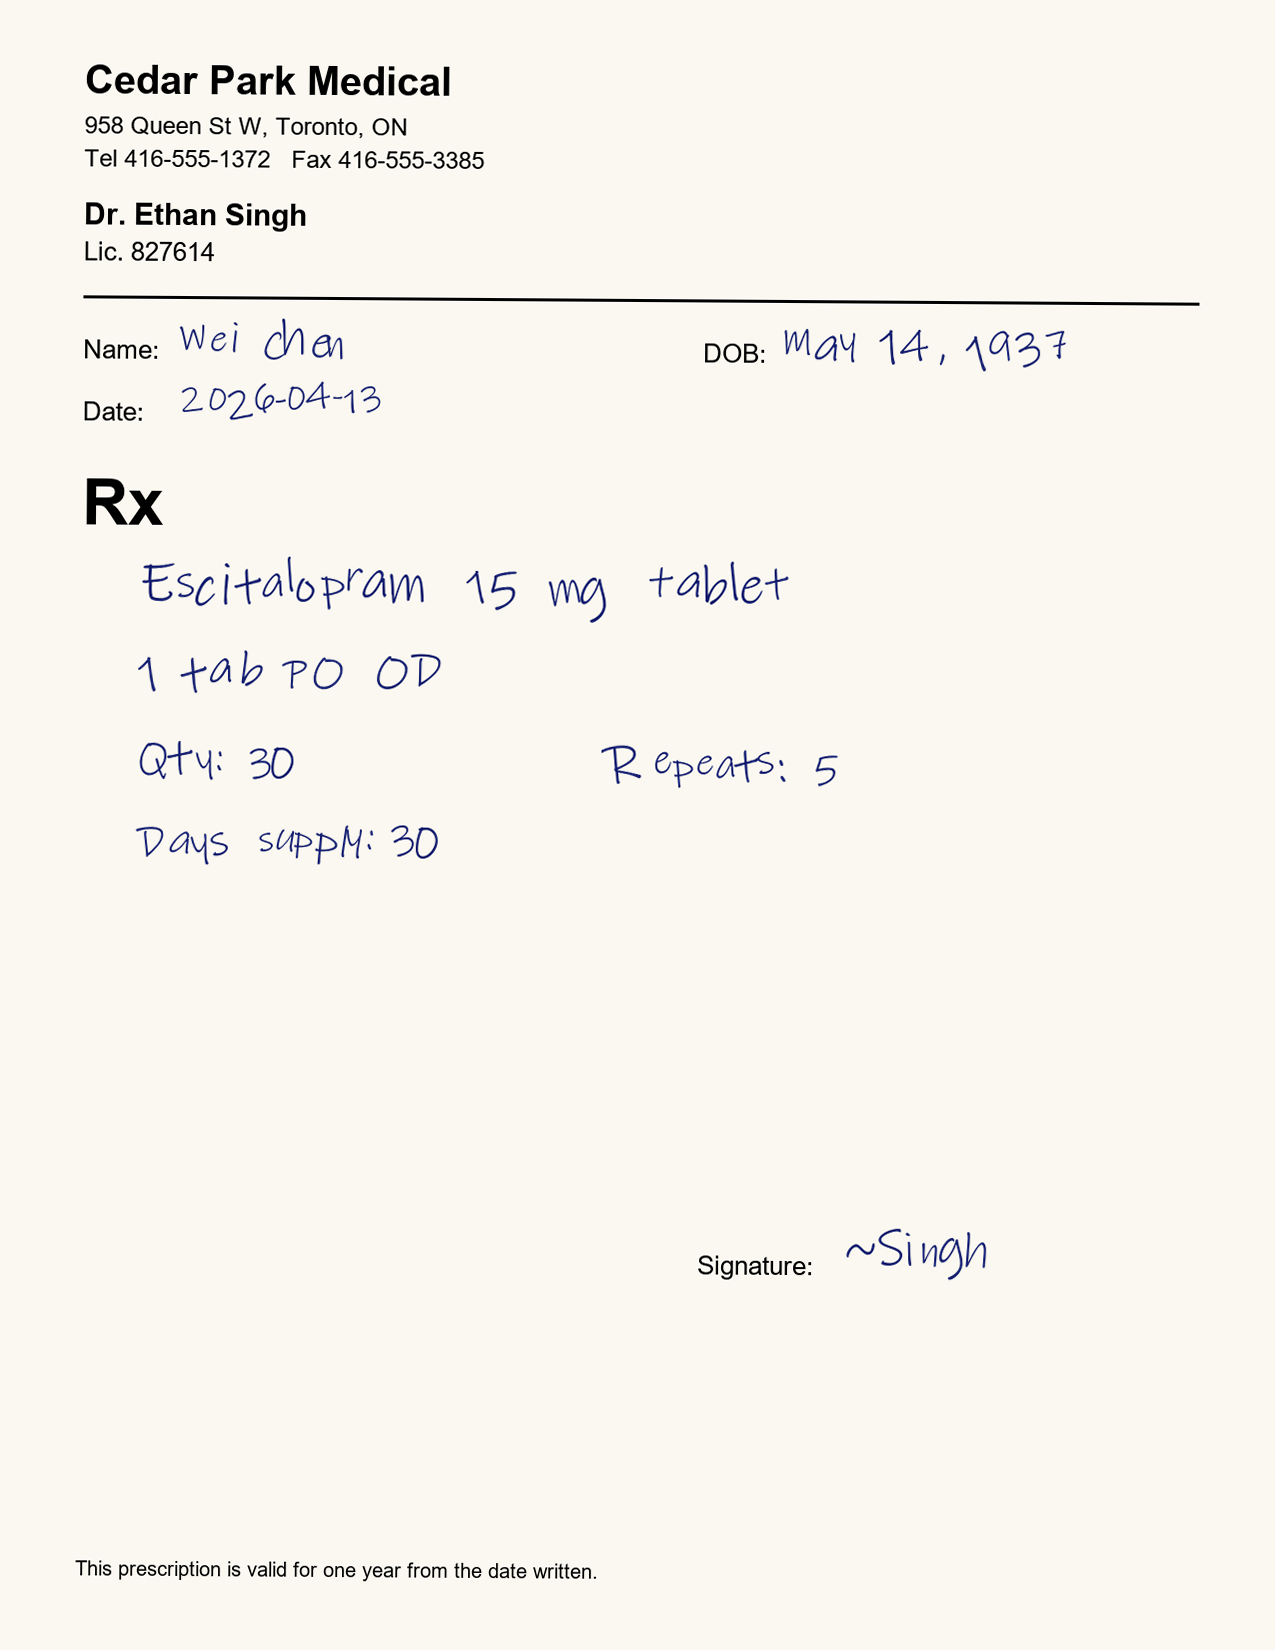 Cedar Park Medical
958 Queen St W, Toronto, ON
Tel 416-555-1372 Fax 416-555-3385
Dr. Ethan Singh
Lic. 827614
Name: Wei Chen DOB: May 14, 1937
Date: 2026-04-13
Rx
Escitalopram 15 mg tablet
1 tab PO OD
Qty: 30 Repeats: 5
Days supply: 30
Signature: ~Singh
This prescription is valid for one year from the date written.